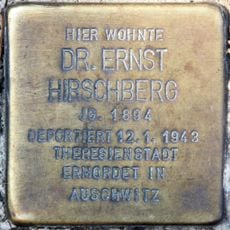 HIER WOHNTE
DR. ERNST
HIRSCHBERG
JG. 1894
DEPORTIERT 12.1.1943
THERESIENSTADT
ERMORDET IN
AUSCHWITZ